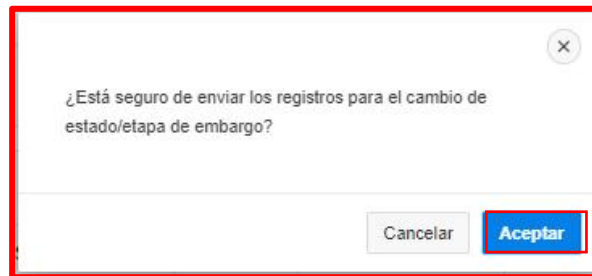 ¿Está seguro de enviar los registros para el cambio de
estado/etapa de embargo?
Cancelar
Aceptar